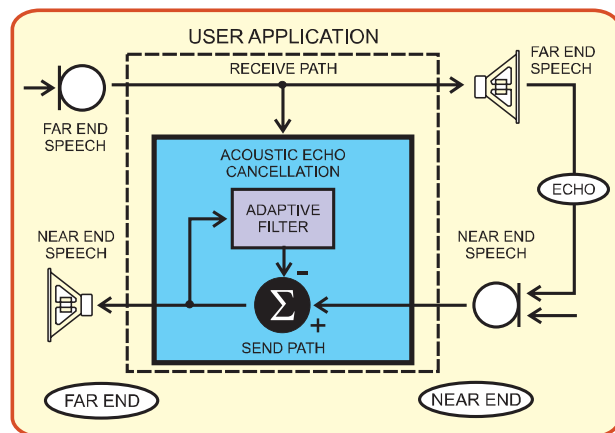 USER APPLICATION
RECEIVE PATH
FAR END
SPEECH
FAR END
SPEECH
ACOUSTIC ECHO
CANCELLATION
ADAPTIVE
FILTER
ECHO
NEAR END
SPEECH
NEAR END
SPEECH
-
Σ
+
SEND PATH
FAR END
NEAR END